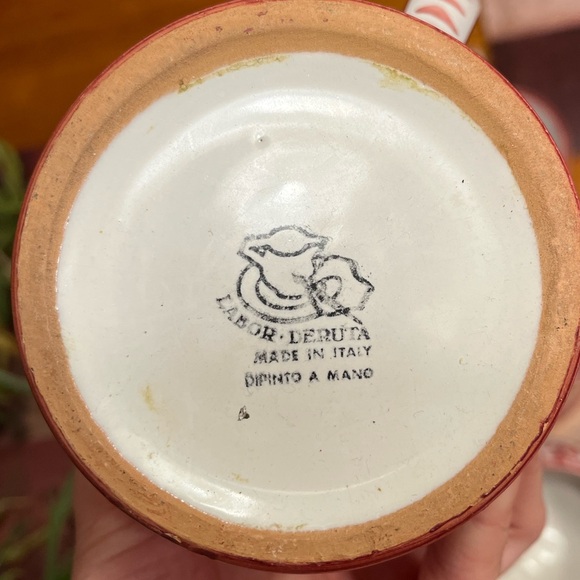 LABOR · DERUTA
MADE IN ITALY
DIPINTO A MANO